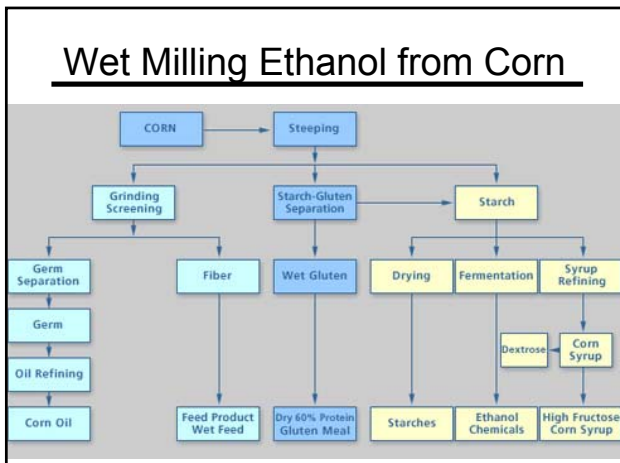 Wet Milling Ethanol from Corn
CORN
Steeping
Grinding
Screening
Starch-Gluten
Separation
Starch
Germ
Separation
Fiber
Wet Gluten
Drying
Fermentation
Syrup
Refining
Germ
Dextrose
Corn
Syrup
Oil Refining
Corn Oil
Feed Product
Wet Feed
Dry 60% Protein
Gluten Meal
Starches
Ethanol
Chemicals
High Fructose
Corn Syrup